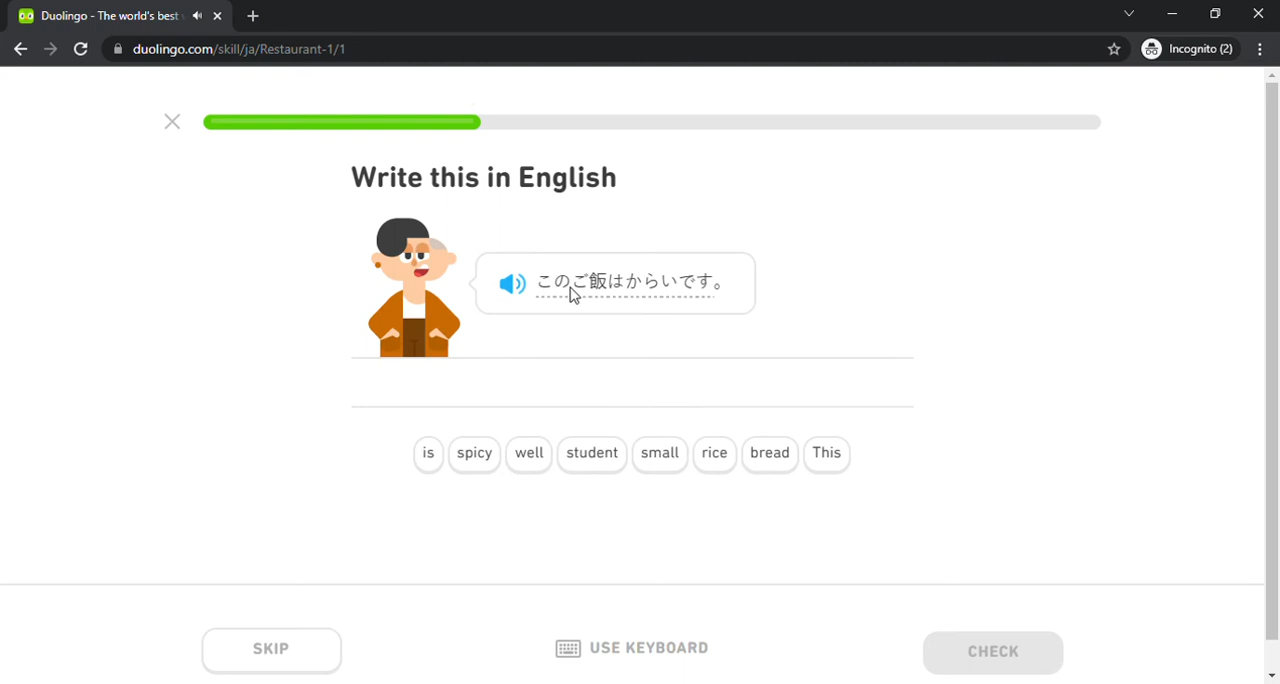 Duolingo - The world's best
duolingo.com/skill/ja/Restaurant-1/1
Incognito (2)
Write this in English
このご飯はからいです。
is spicy well student small rice bread This
SKIP
USE KEYBOARD
CHECK